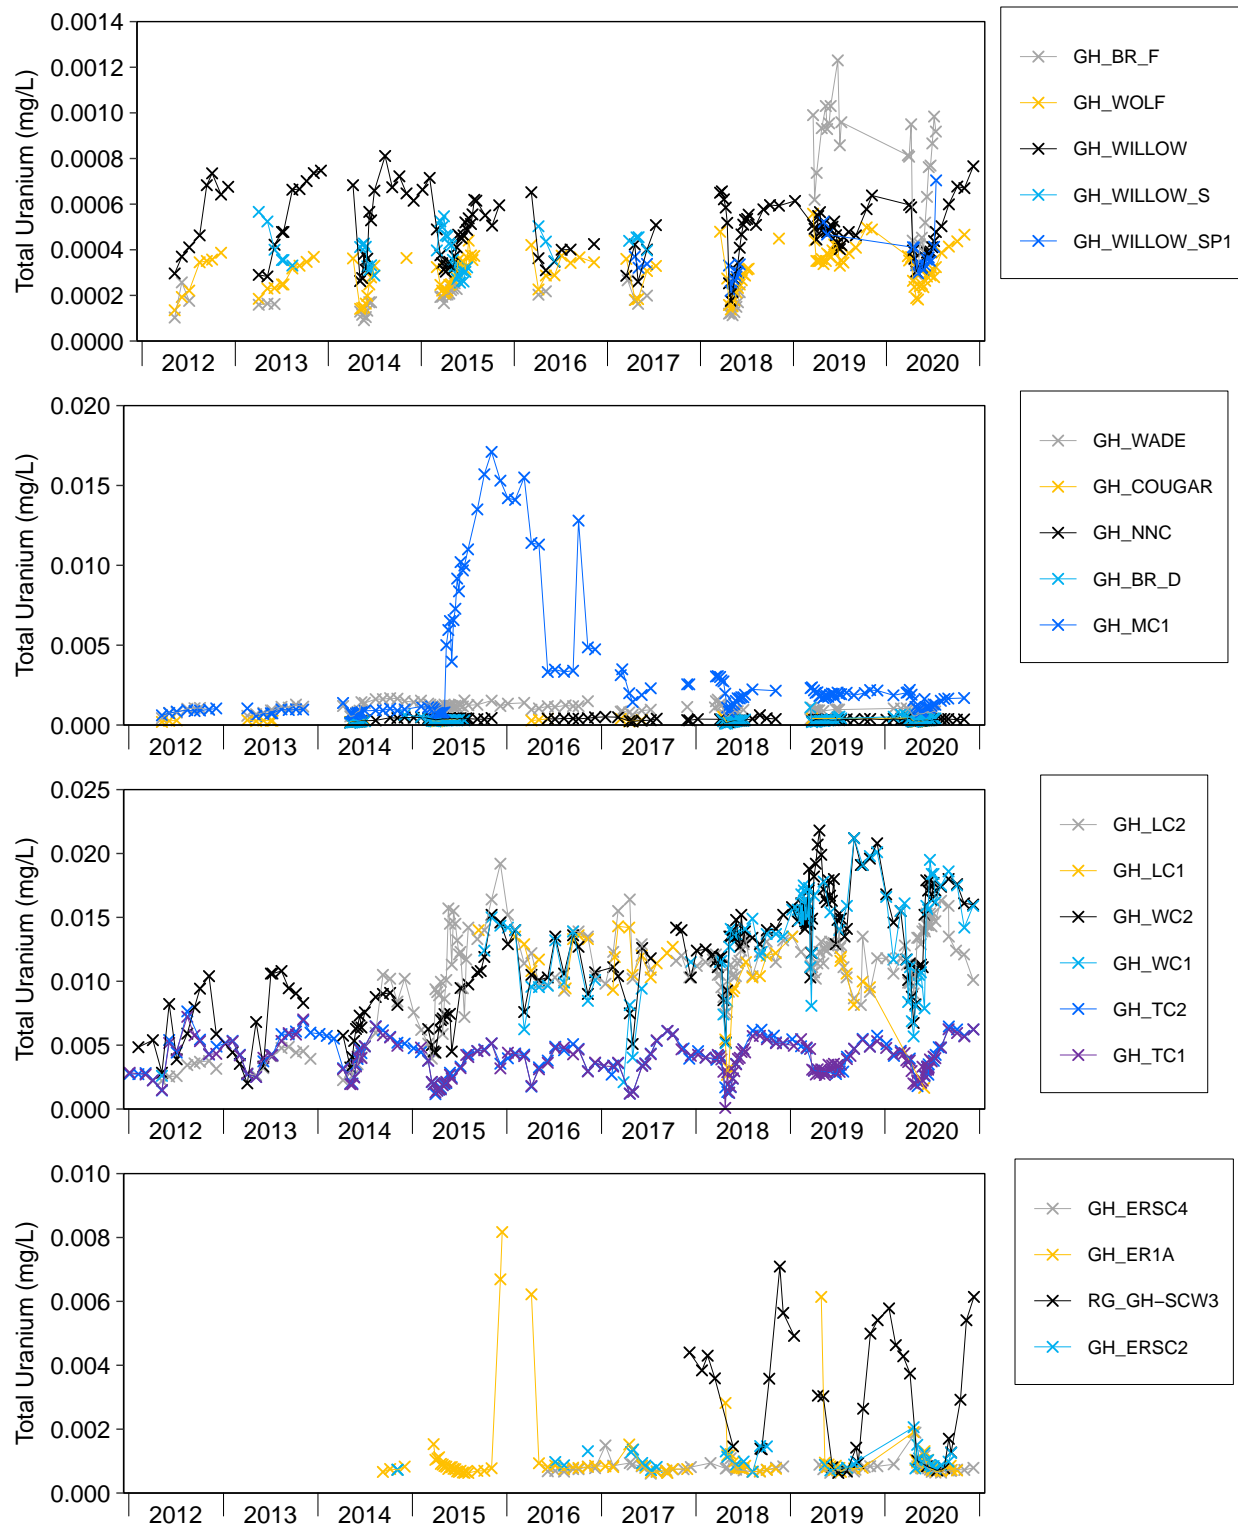 Total Uranium (mg/L)
0.0014
0.0012
0.0010
0.0008
0.0006
0.0004
0.0002
0.0000
2012 2013 2014 2015 2016 2017 2018 2019 2020
GH_BR_F
GH_WOLF
GH_WILLOW
GH_WILLOW_S
GH_WILLOW_SP1
Total Uranium (mg/L)
0.020
0.015
0.010
0.005
0.000
2012 2013 2014 2015 2016 2017 2018 2019 2020
GH_WADE
GH_COUGAR
GH_NNC
GH_BR_D
GH_MC1
Total Uranium (mg/L)
0.025
0.020
0.015
0.010
0.005
0.000
2012 2013 2014 2015 2016 2017 2018 2019 2020
GH_LC2
GH_LC1
GH_WC2
GH_WC1
GH_TC2
GH_TC1
Total Uranium (mg/L)
0.010
0.008
0.006
0.004
0.002
0.000
2012 2013 2014 2015 2016 2017 2018 2019 2020
GH_ERSC4
GH_ER1A
RG_GH−SCW3
GH_ERSC2